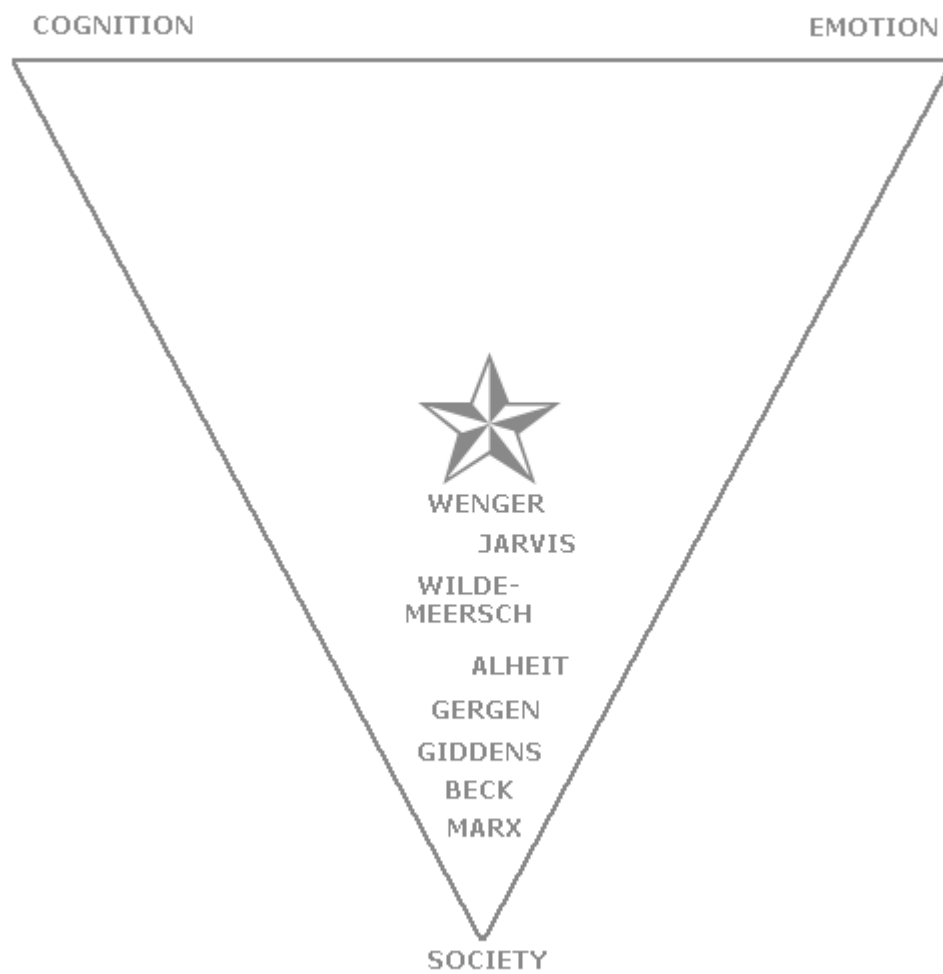 COGNITION
EMOTION
WENGER
JARVIS
WILDE-
MEERSCH
ALHEIT
GERGEN
GIDDENS
BECK
MARX
SOCIETY